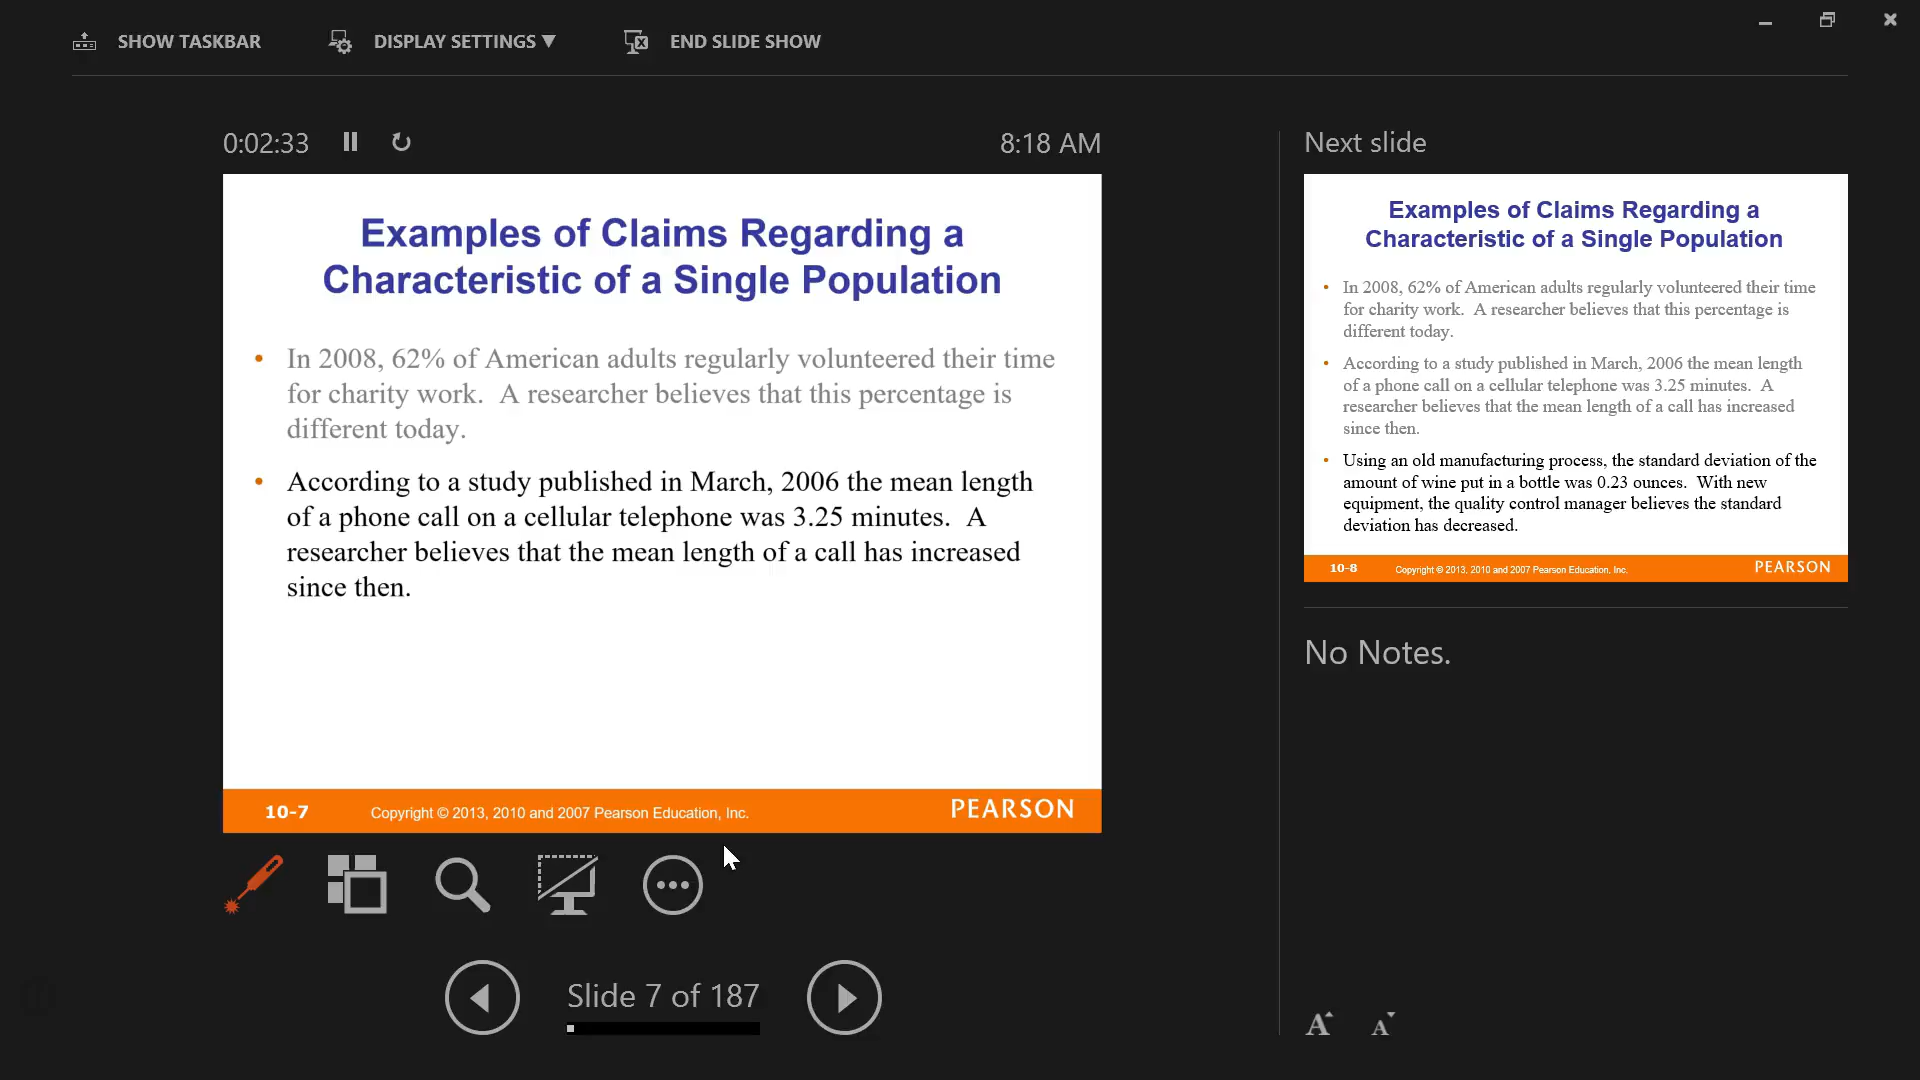 SHOW TASKBAR
DISPLAY SETTINGS ▼
END SLIDE SHOW
0:02:33
8:18 AM
Examples of Claims Regarding a
Characteristic of a Single Population
• In 2008, 62% of American adults regularly volunteered their time
for charity work. A researcher believes that this percentage is
different today.
• According to a study published in March, 2006 the mean length
of a phone call on a cellular telephone was 3.25 minutes. A
researcher believes that the mean length of a call has increased
since then.
10-7
Copyright © 2013, 2010 and 2007 Pearson Education, Inc.
PEARSON
Slide 7 of 187
Next slide
Examples of Claims Regarding a
Characteristic of a Single Population
• In 2008, 62% of American adults regularly volunteered their time
for charity work. A researcher believes that this percentage is
different today.
• According to a study published in March, 2006 the mean length
of a phone call on a cellular telephone was 3.25 minutes. A
researcher believes that the mean length of a call has increased
since then.
• Using an old manufacturing process, the standard deviation of the
amount of wine put in a bottle was 0.23 ounces. With new
equipment, the quality control manager believes the standard
deviation has decreased.
10-8
Copyright © 2013, 2010 and 2007 Pearson Education, Inc.
PEARSON
No Notes.
A A